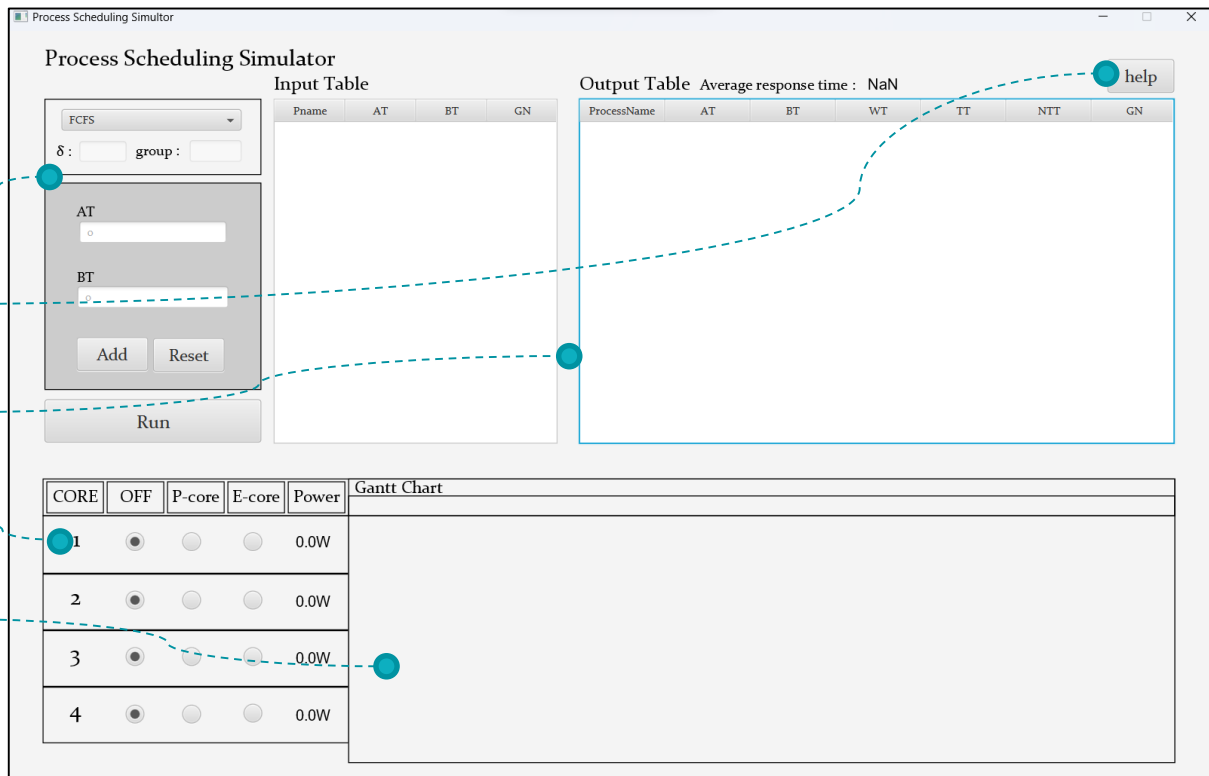 Process Scheduling Simultor
Process Scheduling Simulator
Input Table
Output Table Average response time : NaN
help
FCFS
δ : group :
Pname AT BT GN
ProcessName AT BT WT TT NTT GN
AT
0
BT
0
Add Reset
Run
CORE OFF P-core E-core Power Gantt Chart
1 0.0W
2 0.0W
3 0.0W
4 0.0W